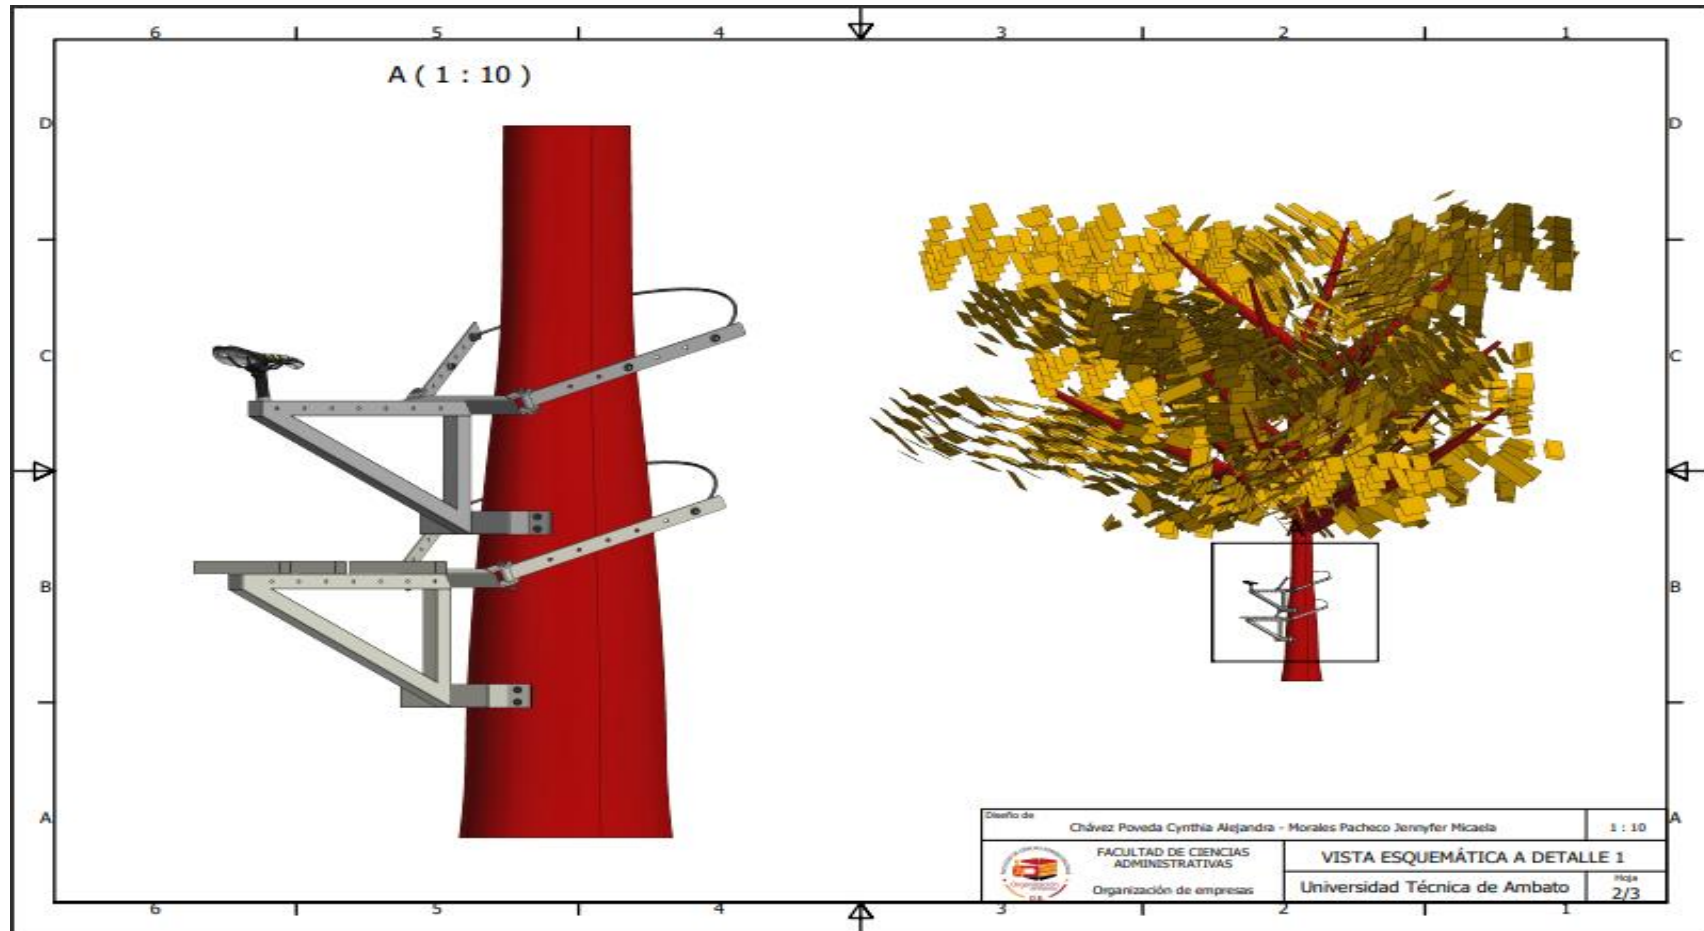 6 5 4 3 2 1
A ( 1 : 10 )
D D
C C
B B
A A
Diseño de
Chávez Poveda Cynthia Alejandra - Morales Pacheco Jennyfer Micaela
1 : 10
FACULTAD DE CIENCIAS
ADMINISTRATIVAS
Organización de empresas
VISTA ESQUEMÁTICA A DETALLE 1
Universidad Técnica de Ambato
Hoja
2/3
6 5 4 3 2 1